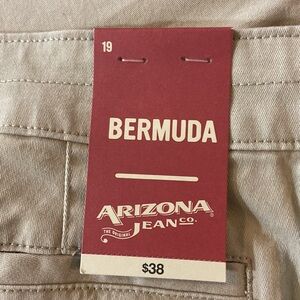 19
BERMUDA
ARIZONA®
THE ORIGINAL JEAN CO.
$38